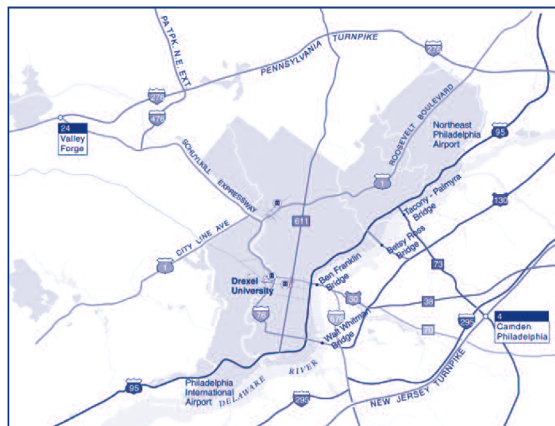 PA TPK. N.E. EXT.
PENNSYLVANIA TURNPIKE
276
276
476
24
Valley
Forge
SCHUYLKILL EXPRESSWAY
ROOSEVELT BOULEVARD
Northeast
Philadelphia
Airport
95
1
Tacony - Palmyra
Bridge
130
611
CITY LINE AVE
1
Betsy Ross
Bridge
Ben Franklin
Bridge
73
Drexel
University
30
38
76
676
70
295
4
Camden
Philadelphia
Walt Whitman
Bridge
95
Philadelphia
International
Airport
DELAWARE RIVER
295
NEW JERSEY TURNPIKE